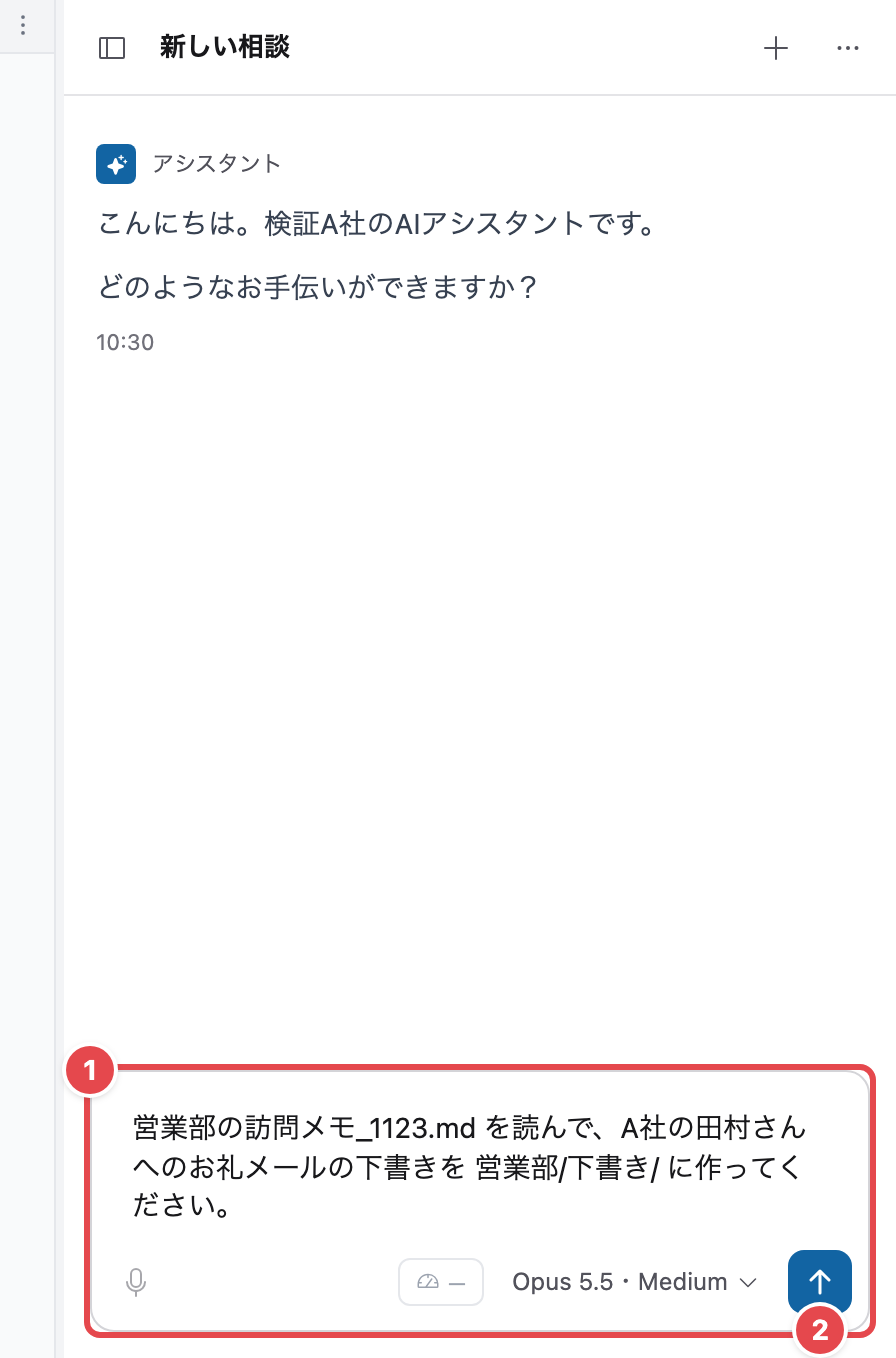 新しい相談
アシスタント
こんにちは。検証A社のAIアシスタントです。
どのようなお手伝いができますか？
10:30
1
営業部の訪問メモ_1123.md を読んで、A社の田村さん
へのお礼メールの下書きを 営業部/下書き/ に作ってく
ださい。
— Opus 5.5・Medium
2